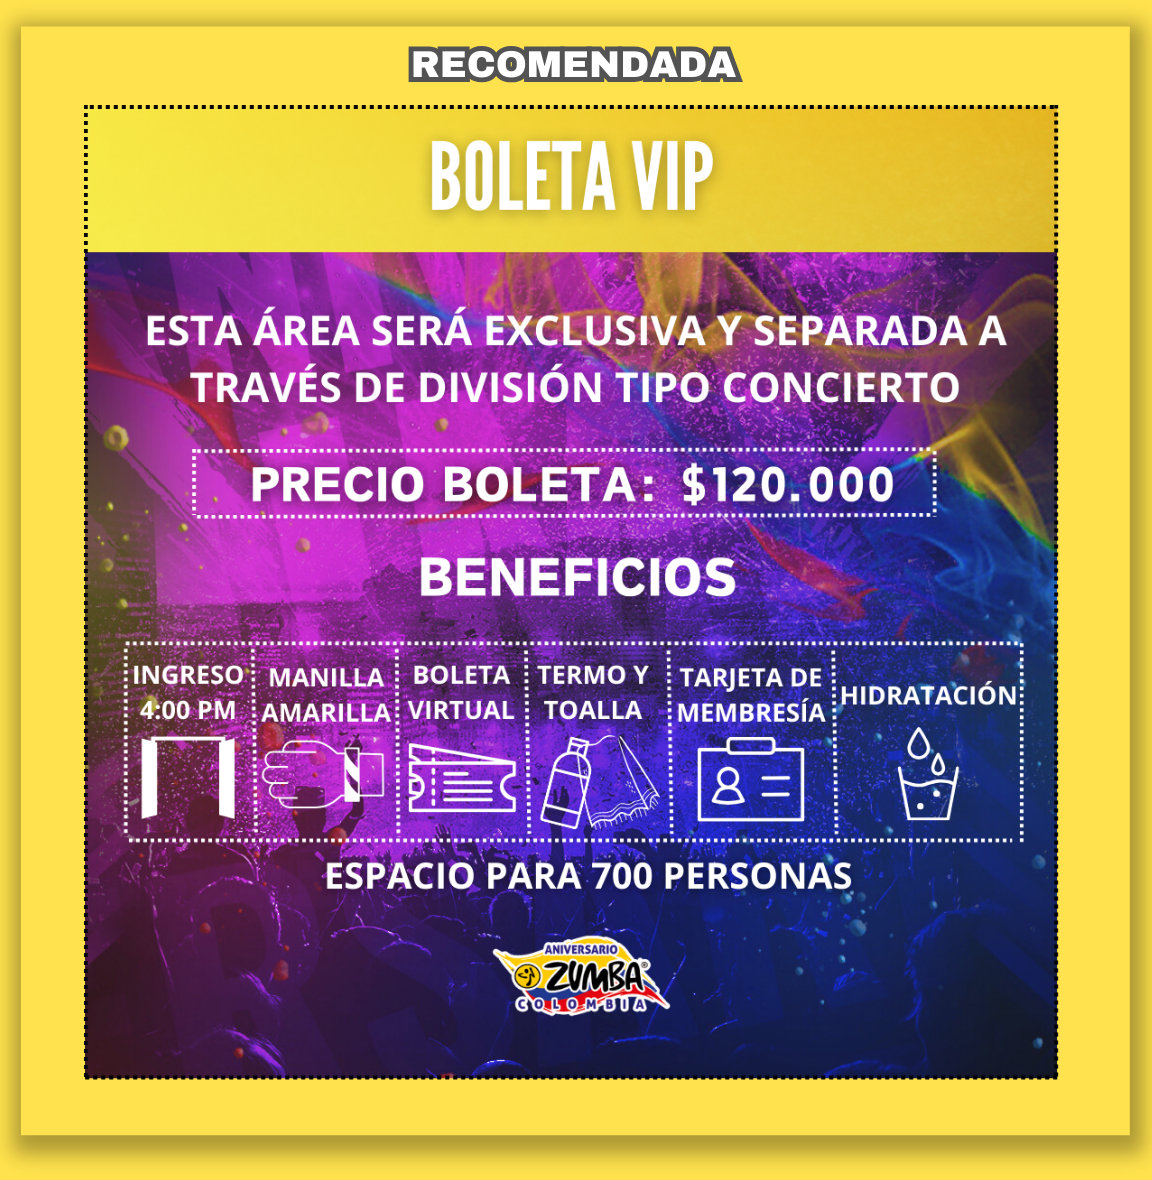 RECOMENDADA
BOLETA VIP
ESTA ÁREA SERÁ EXCLUSIVA Y SEPARADA A
TRAVÉS DE DIVISIÓN TIPO CONCIERTO
PRECIO BOLETA: $120.000
BENEFICIOS
INGRESO
4:00 PM
MANILLA
AMARILLA
BOLETA
VIRTUAL
TERMO Y
TOALLA
TARJETA DE
MEMBRESÍA
HIDRATACIÓN
ESPACIO PARA 700 PERSONAS
ANIVERSARIO
ZUMBA®
COLOMBIA